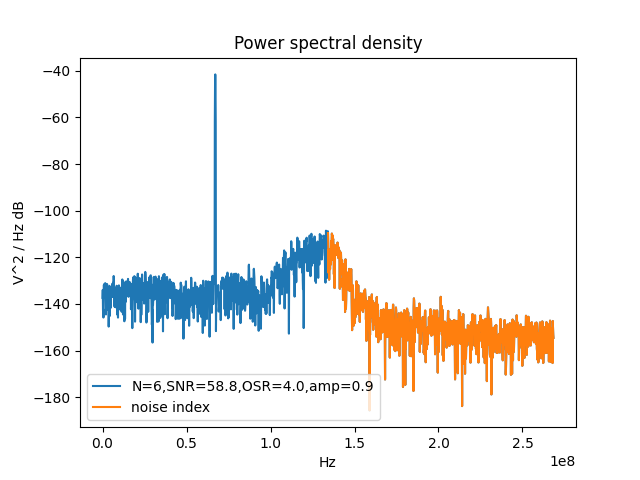 Power spectral density
V^2 / Hz dB
−40
−60
−80
−100
−120
−140
−160
−180
N=6,SNR=58.8,OSR=4.0,amp=0.9
noise index
0.0 0.5 1.0 1.5 2.0 2.5
1e8
Hz